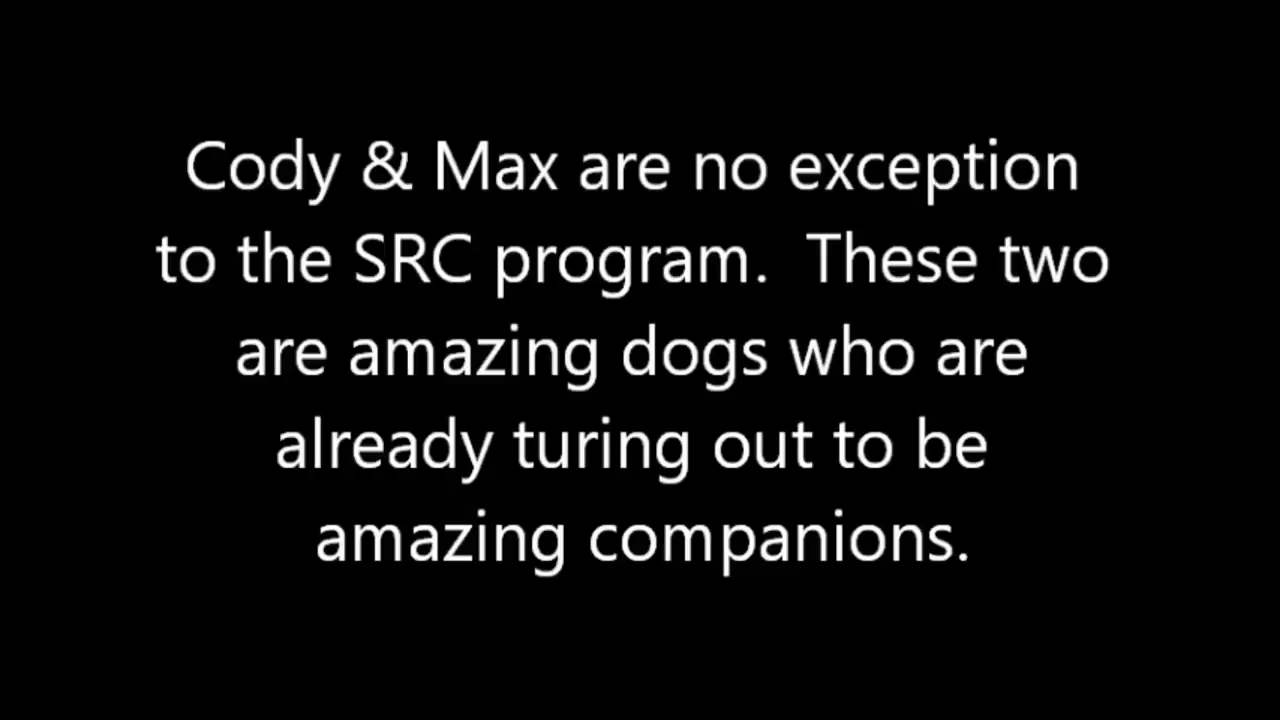 Cody & Max are no exception
to the SRC program.  These two
are amazing dogs who are
already turing out to be
amazing companions.